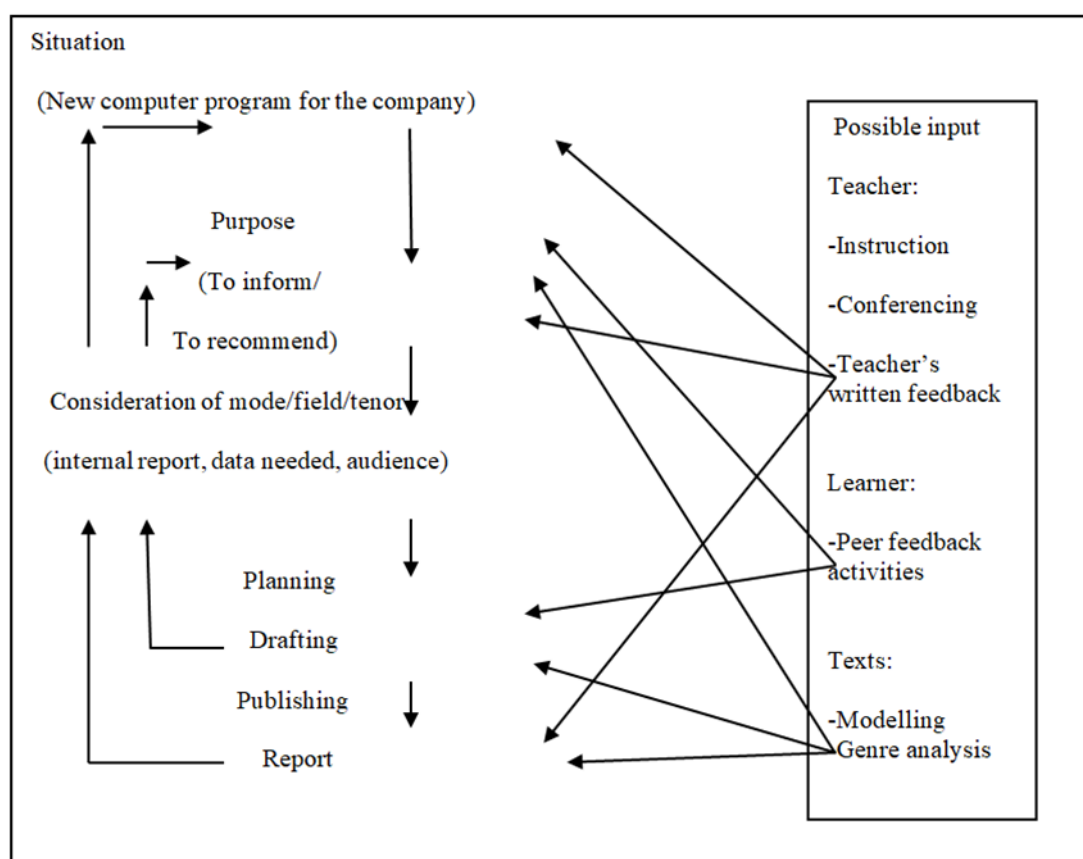 Situation
(New computer program for the company)
Purpose
(To inform/
To recommend)
Consideration of mode/field/tenor
(internal report, data needed, audience)
Planning
Drafting
Publishing
Report
Possible input
Teacher:
-Instruction
-Conferencing
-Teacher's
written feedback
Learner:
-Peer feedback
activities
Texts:
-Modelling
Genre analysis